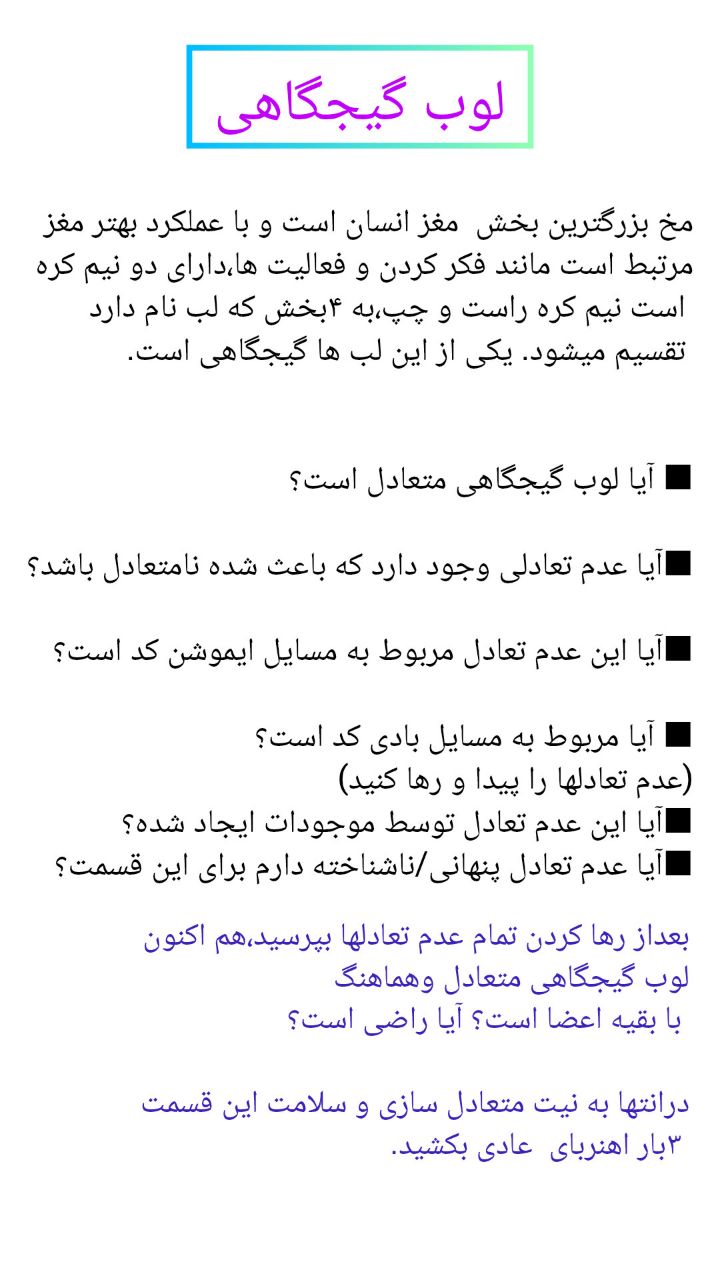 لوب گیجگاهی
مخ بزرگترین بخش  مغز انسان است و با عملکرد بهتر مغز
مرتبط است مانند فکر کردن و فعالیت ها،دارای دو نیم کره
است نیم کره راست و چپ،به ۴بخش که لب نام دارد
تقسیم میشود. یکی از این لب ها گیجگاهی است.
■ آیا لوب گیجگاهی متعادل است؟
■آیا عدم تعادلی وجود دارد که باعث شده نامتعادل باشد؟
■آیا این عدم تعادل مربوط به مسایل ایموشن کد است؟
■ آیا مربوط به مسایل بادی کد است؟
(عدم تعادلها را پیدا و رها کنید)
■آیا این عدم تعادل توسط موجودات ایجاد شده؟
■آیا عدم تعادل پنهانی/ناشناخته دارم برای این قسمت؟
بعداز رها کردن تمام عدم تعادلها بپرسید،هم اکنون
لوب گیجگاهی متعادل وهماهنگ
با بقیه اعضا است؟ آیا راضی است؟
درانتها به نیت متعادل سازی و سلامت این قسمت
۳بار اهنربای  عادی بکشید.